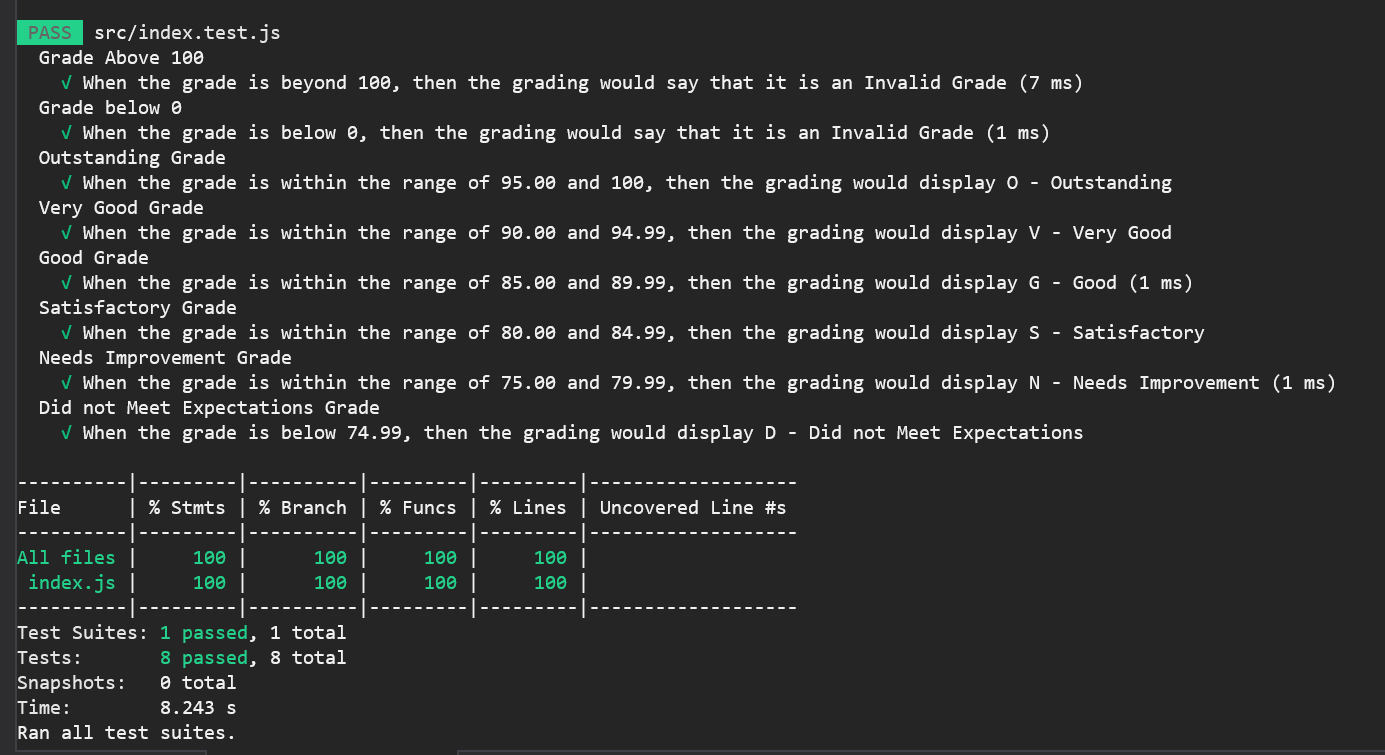 PASS src/index.test.js
Grade Above 100
√ When the grade is beyond 100, then the grading would say that it is an Invalid Grade (7 ms)
Grade below 0
√ When the grade is below 0, then the grading would say that it is an Invalid Grade (1 ms)
Outstanding Grade
√ When the grade is within the range of 95.00 and 100, then the grading would display O - Outstanding
Very Good Grade
√ When the grade is within the range of 90.00 and 94.99, then the grading would display V - Very Good
Good Grade
√ When the grade is within the range of 85.00 and 89.99, then the grading would display G - Good (1 ms)
Satisfactory Grade
√ When the grade is within the range of 80.00 and 84.99, then the grading would display S - Satisfactory
Needs Improvement Grade
√ When the grade is within the range of 75.00 and 79.99, then the grading would display N - Needs Improvement (1 ms)
Did not Meet Expectations Grade
√ When the grade is below 74.99, then the grading would display D - Did not Meet Expectations
----------|---------|----------|---------|---------|-------------------
File      | % Stmts | % Branch | % Funcs | % Lines | Uncovered Line #s
----------|---------|----------|---------|---------|-------------------
All files |     100 |      100 |     100 |     100 |
 index.js |     100 |      100 |     100 |     100 |
----------|---------|----------|---------|---------|-------------------
Test Suites: 1 passed, 1 total
Tests:       8 passed, 8 total
Snapshots:   0 total
Time:        8.243 s
Ran all test suites.